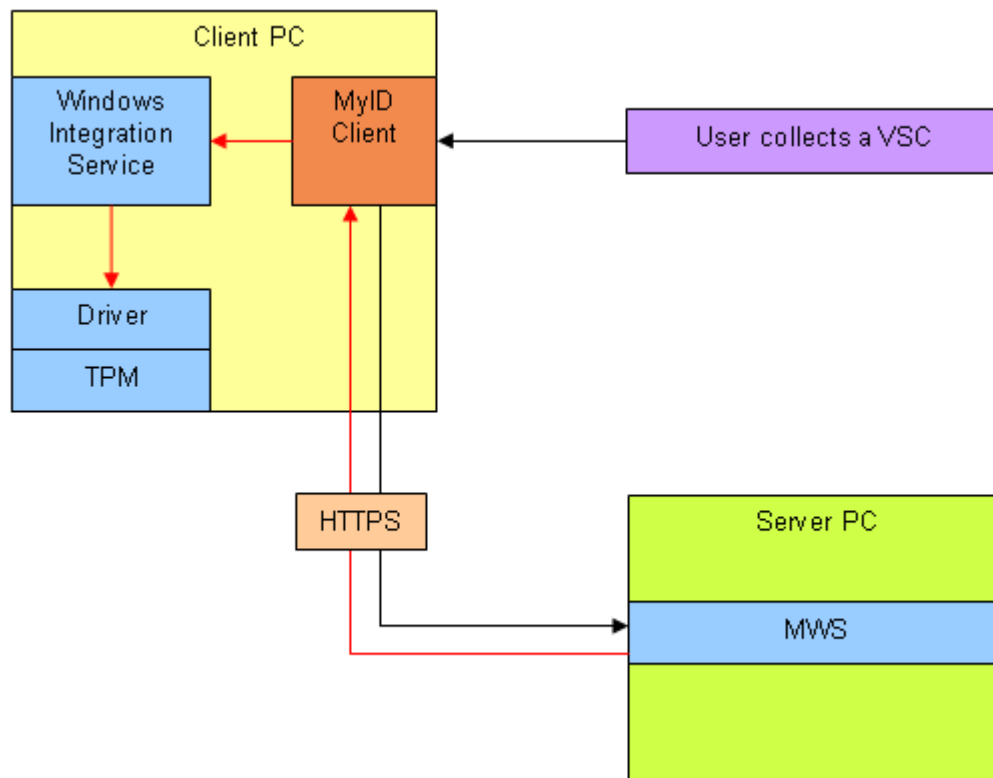 Client PC
Windows
Integration
Service
MyID
Client
User collects a VSC
Driver
TPM
HTTPS
Server PC
MWS